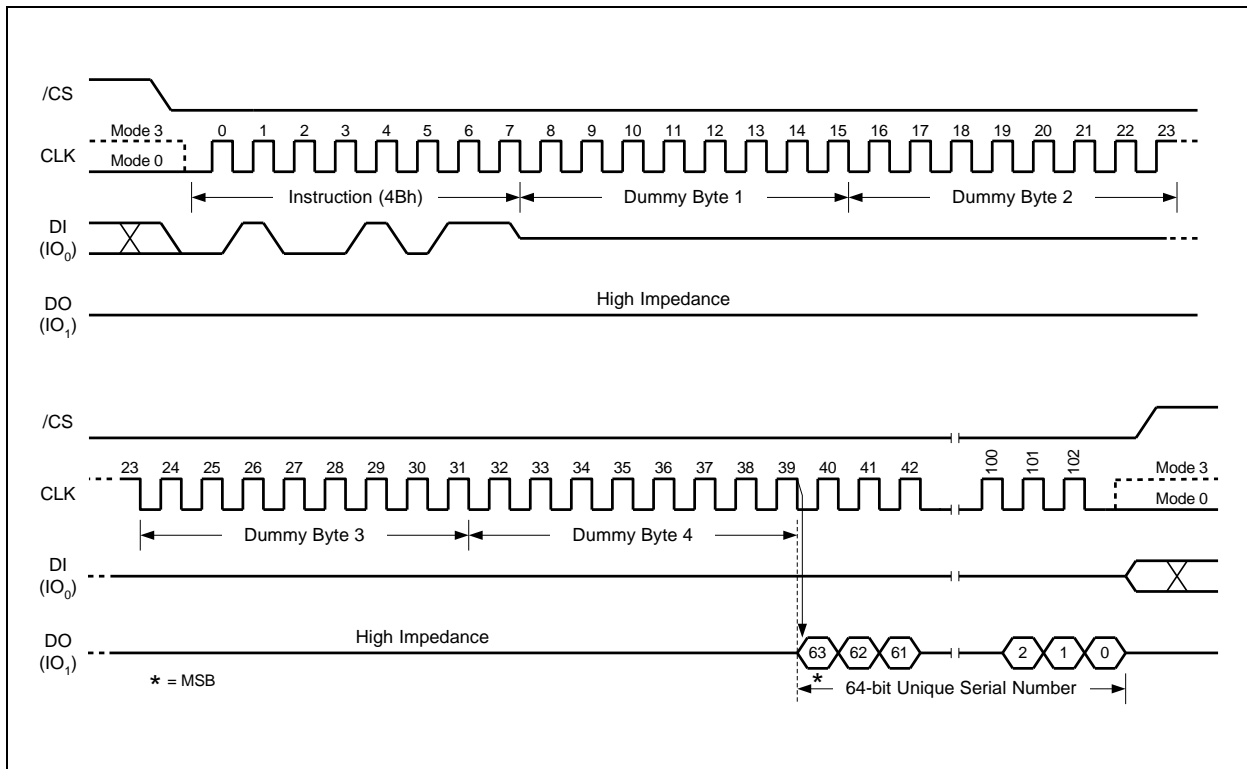 /CS
Mode 3 0 1 2 3 4 5 6 7 8 9 10 11 12 13 14 15 16 17 18 19 20 21 22 23
CLK
Mode 0
Instruction (4Bh) Dummy Byte 1 Dummy Byte 2
DI
(IO0)
High Impedance
DO
(IO1)
/CS
23 24 25 26 27 28 29 30 31 32 33 34 35 36 37 38 39 40 41 42 100 101 102 Mode 3
CLK
Mode 0
Dummy Byte 3 Dummy Byte 4
DI
(IO0)
High Impedance
DO
(IO1)
63 62 61 2 1 0
* = MSB
* 64-bit Unique Serial Number